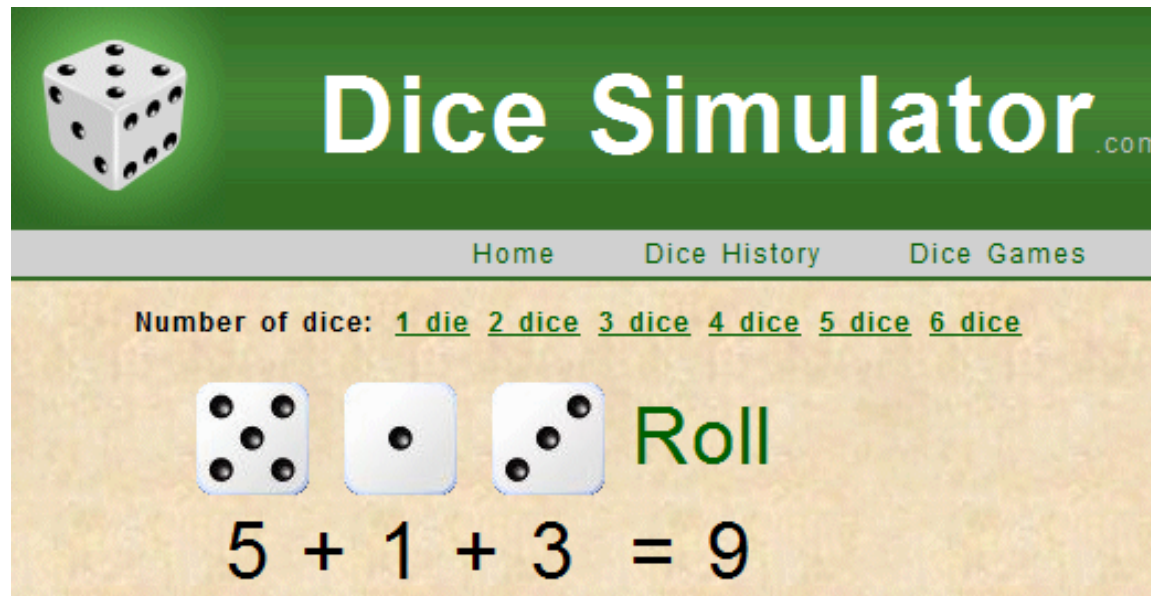 Dice Simulator.com
Home Dice History Dice Games
Number of dice: 1 die 2 dice 3 dice 4 dice 5 dice 6 dice
Roll
5 + 1 + 3 = 9